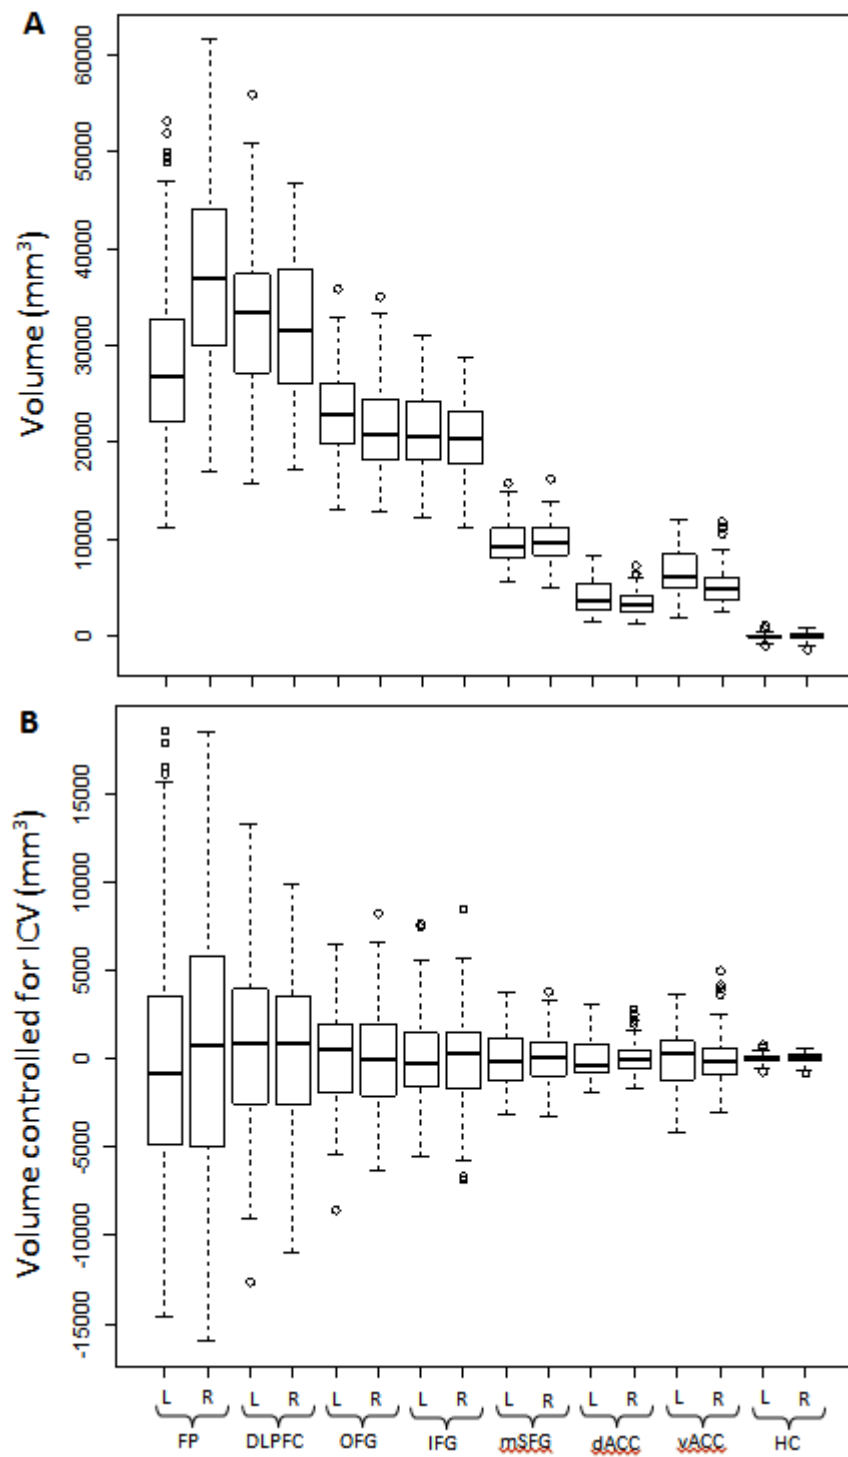 A
Volume (mm³)
60000
50000
40000
30000
20000
10000
0
B
Volume controlled for ICV (mm³)
15000
10000
5000
0
-5000
-10000
-15000
L R L R L R L R L R L R L R L R
FP DLPFC OFG IFG mSFG dACC vACC HC